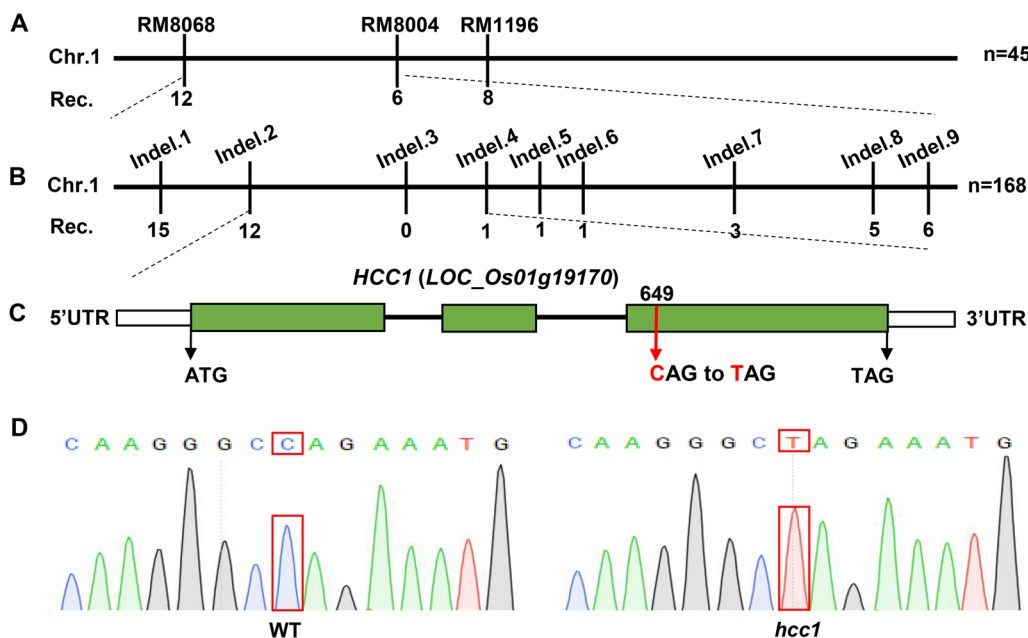 A
RM8068 RM8004 RM1196
Chr.1 n=45
Rec. 12 6 8
Indel.1 Indel.2 Indel.3 Indel.4 Indel.5 Indel.6 Indel.7 Indel.8 Indel.9
B
Chr.1 n=168
Rec. 15 12 0 1 1 1 3 5 6
HCC1 (LOC_Os01g19170)
649
C 5'UTR 3'UTR
ATG CAG to TAG TAG
D
C A A G G G C C A G A A A T G C A A G G G C T A G A A A T G
WT hcc1